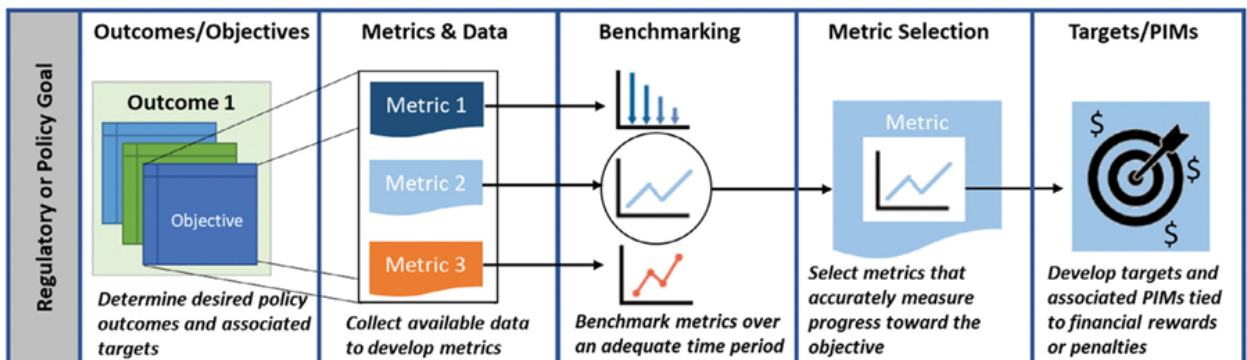 Regulatory or Policy Goal
Outcomes/Objectives
Outcome 1
Objective
Determine desired policy
outcomes and associated
targets
Metrics & Data
Metric 1
Metric 2
Metric 3
Collect available data
to develop metrics
Benchmarking
Benchmark metrics over
an adequate time period
Metric Selection
Metric
Select metrics that
accurately measure
progress toward the
objective
Targets/PIMs
$
$
$
Develop targets and
associated PIMs tied
to financial rewards
or penalties